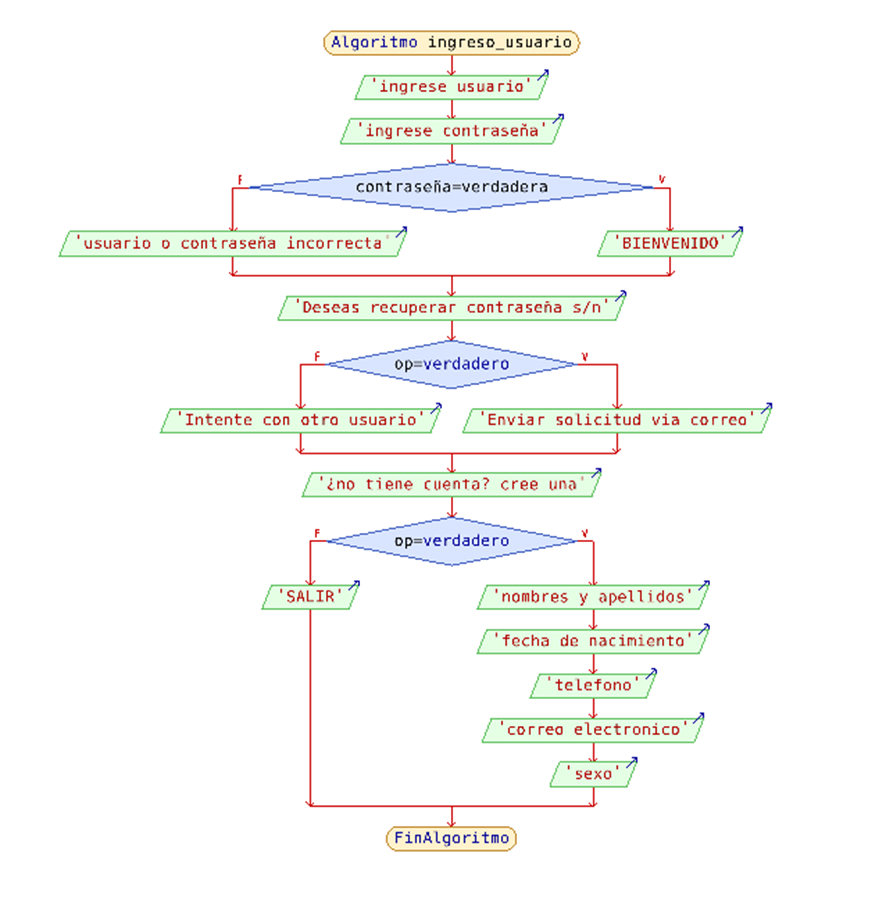 Algoritmo ingreso_usuario
'ingrese usuario'
'ingrese contraseña'
contraseña=verdadera
F
V
'usuario o contraseña incorrecta'
'BIENVENIDO'
'Deseas recuperar contraseña s/n'
op=verdadero
F
V
'Intente con otro usuario'
'Enviar solicitud via correo'
'¿no tiene cuenta? cree una'
op=verdadero
F
V
'SALIR'
'nombres y apellidos'
'fecha de nacimiento'
'telefono'
'correo electronico'
'sexo'
FinAlgoritmo